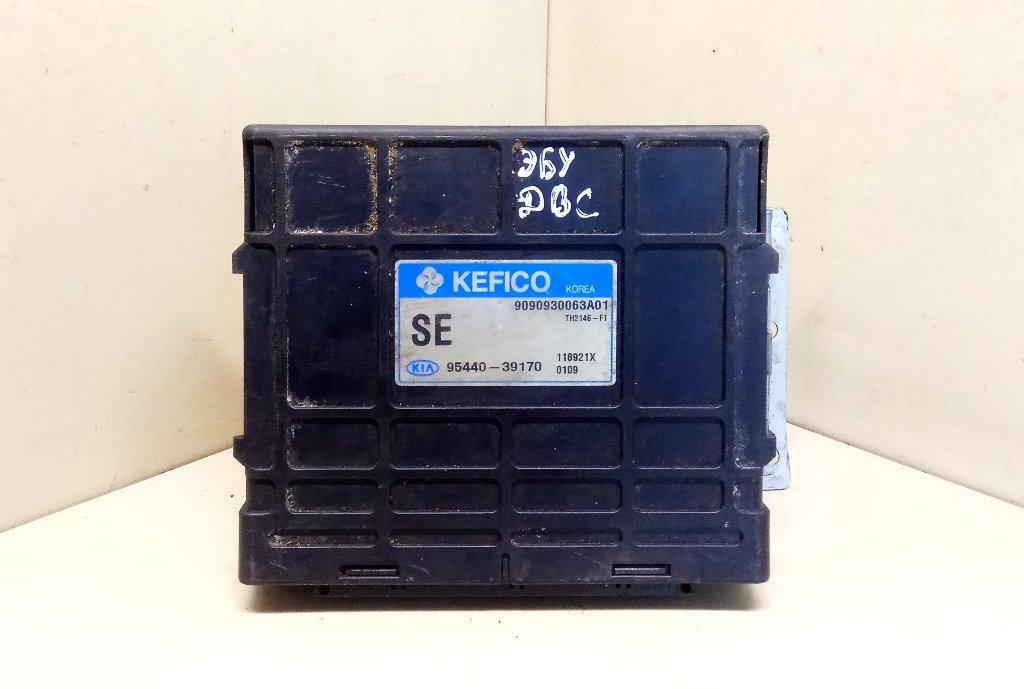 ЭБУ
ДВС
KEFICO KOREA
9090930063A01
TH2146-F1
SE
118921X
KIA 95440-39170
0109